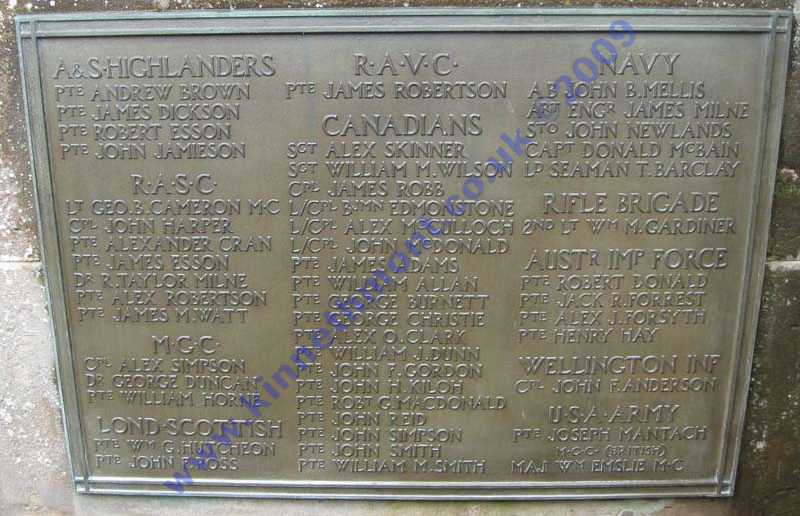 A&S·HIGHLANDERS
PTE ANDREW BROWN
PTE JAMES DICKSON
PTE ROBERT ESSON
PTE JOHN JAMIESON
R·A·S·C·
LT GEO.B.CAMERON M·C
CPL JOHN HARPER
PTE ALEXANDER CRAN
PTE JAMES ESSON
DR R.TAYLOR MILNE
PTE ALEX ROBERTSON
PTE JAMES M.WATT
M·G·C·
CPL ALEX SIMPSON
DR GEORGE DUNCAN
PTE WILLIAM HORNE
LOND·SCOTTISH
PTE WM G.HUTCHEON
PTE JOHN ROSS
R·A·V·C·
PTE JAMES ROBERTSON
CANADIANS
SGT ALEX SKINNER
SGT WILLIAM M.WILSON
CPL JAMES ROBB
L/CPL BJMN EDMONSTONE
L/CPL ALEX MCCULLOCH
L/CPL JOHN MCDONALD
PTE JAMES ADAMS
PTE WILLIAM ALLAN
PTE GEORGE BURNETT
PTE GEORGE CHRISTIE
PTE ALEX O.CLARK
PTE WILLIAM J.DUNN
PTE JOHN F.GORDON
PTE JOHN H.KILOH
PTE ROBT G.MACDONALD
PTE JOHN REID
PTE JOHN SIMPSON
PTE JOHN SMITH
PTE WILLIAM M.SMITH
NAVY
A.B JOHN B.MELLIS
ART ENGR JAMES MILNE
STO JOHN NEWLANDS
CAPT DONALD MCBAIN
LD SEAMAN T.BARCLAY
RIFLE BRIGADE
2ND LT WM M.GARDINER
AUSTR IMP FORCE
PTE ROBERT DONALD
PTE JACK R.FORREST
PTE ALEX J.FORSYTH
PTE HENRY HAY
WELLINGTON INF
CPL JOHN F.ANDERSON
U·S·A·ARMY
PTE JOSEPH MANTACH
M·G·C· (BRITISH)
MAJ WM EMSLIE M·C
www.kinnethmont.co.uk © 2009